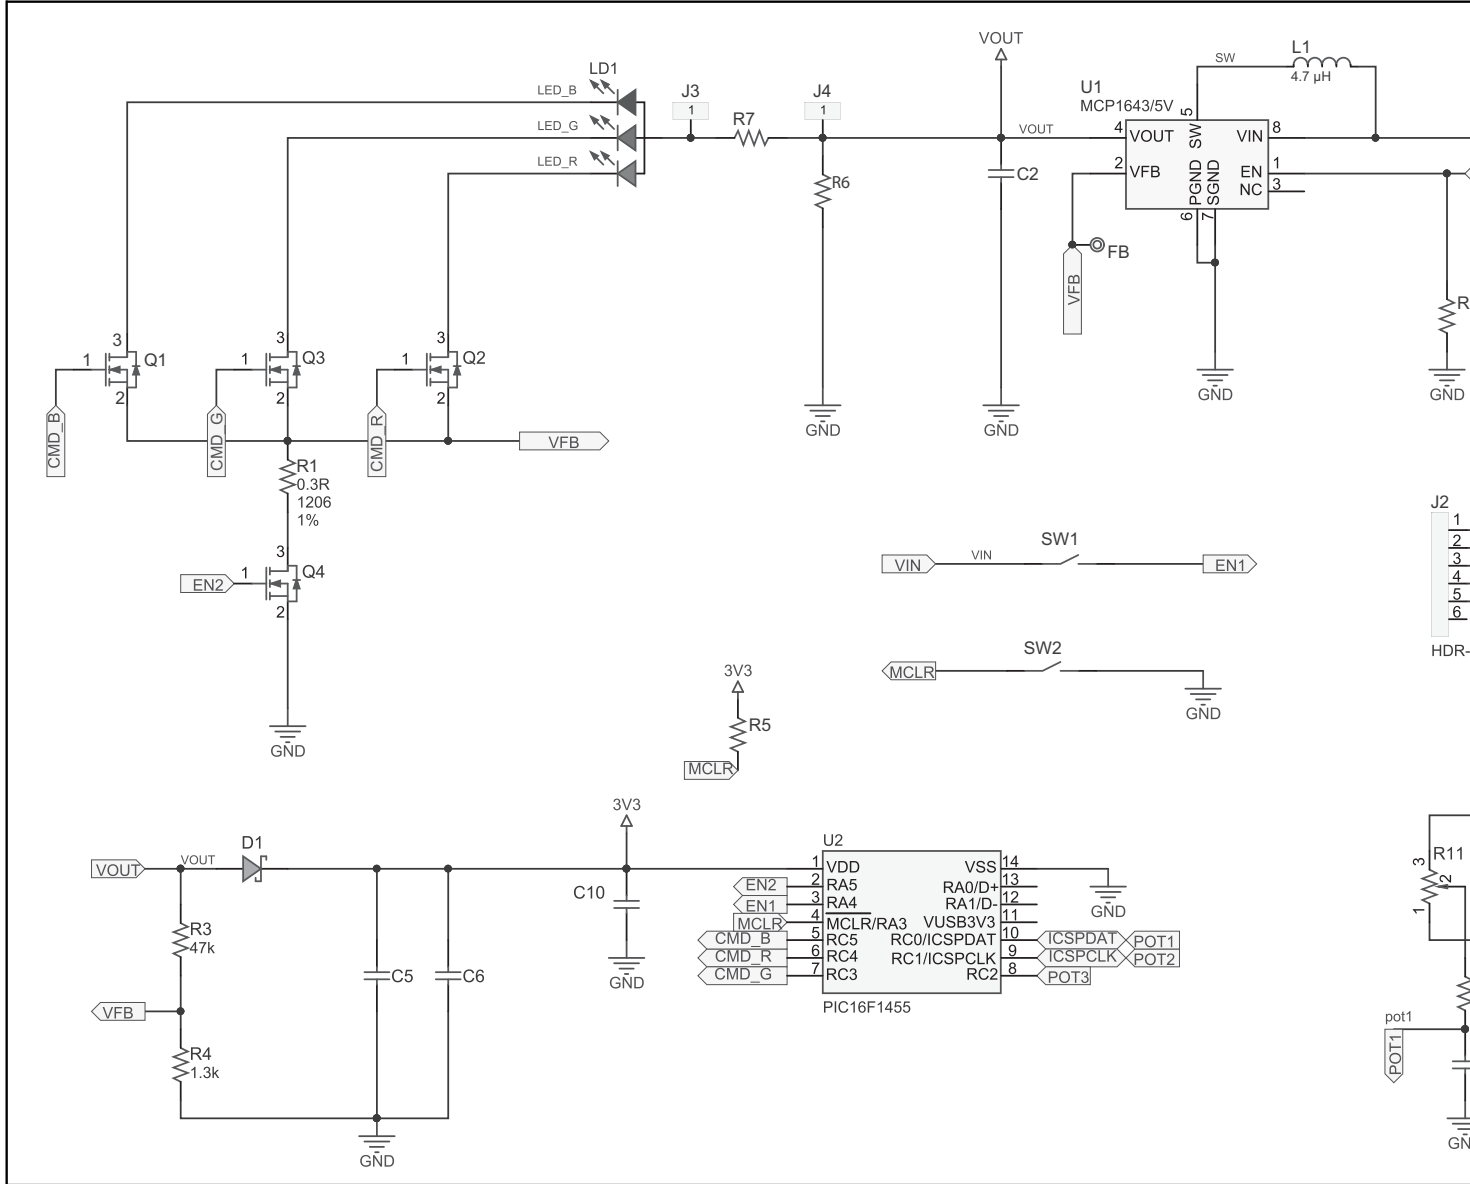 VOUT
L1
SW
4.7 µH
LD1
LED_B
J3
1
J4
1
U1
MCP1643/5V
R7
LED_G
VOUT
4
VOUT
5
SW
VIN
8
LED_R
R6
C2
2
VFB
PGND
SGND
EN
1
NC
3
6
7
FB
VFB
R
3
1
Q1
2
3
1
Q3
2
3
1
Q2
2
GND
GND
GND
GND
CMD_B
CMD_G
CMD_R
VFB
R1
0.3R
1206
1%
J2
1
2
3
4
5
6
HDR-
VIN
VIN
SW1
EN1
3
EN2
1
Q4
2
MCLR
SW2
GND
3V3
R5
MCLR
GND
3V3
D1
VOUT
VOUT
C10
GND
R3
47k
C5
C6
VFB
R4
1.3k
GND
U2
1
VDD
VSS
14
EN2
2
RA5
RA0/D+
13
EN1
3
RA4
RA1/D-
12
MCLR
4
MCLR/RA3
VUSB3V3
11
CMD_B
5
RC5
RC0/ICSPDAT
10
ICSPDAT
POT1
CMD_R
6
RC4
RC1/ICSPCLK
9
ICSPCLK
POT2
CMD_G
7
RC3
RC2
8
POT3
PIC16F1455
GND
3
R11
2
1
pot1
POT1
GN